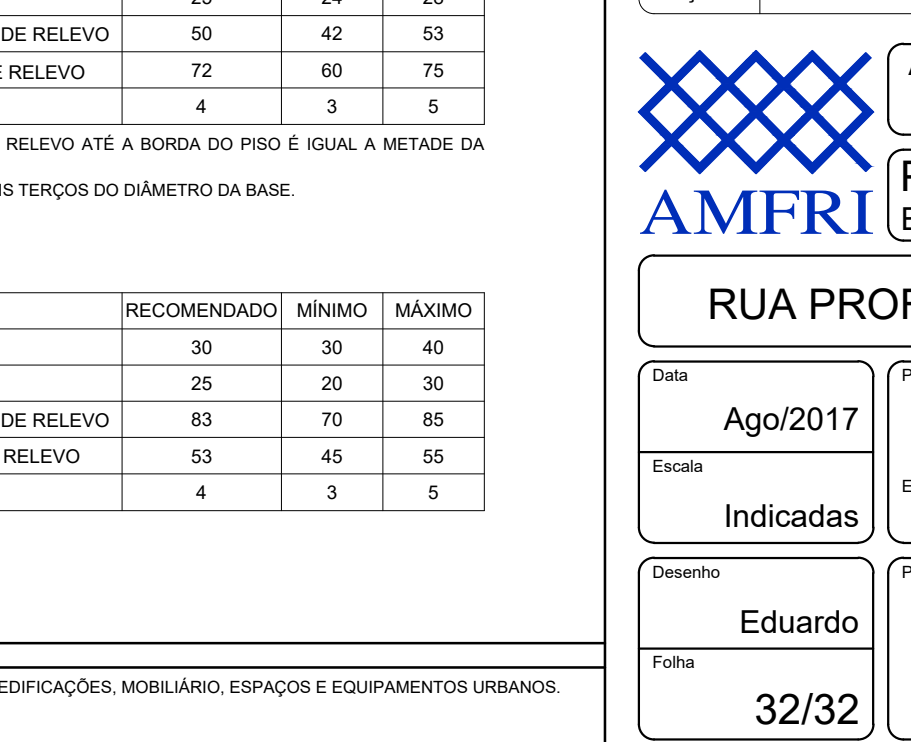 DE RELEVO 50 42 53
RELEVO 72 60 75
4 3 5
RELEVO ATÉ A BORDA DO PISO É IGUAL A METADE DA
TERÇOS DO DIÂMETRO DA BASE.
RECOMENDADO MÍNIMO MÁXIMO
30 30 40
25 20 30
DE RELEVO 83 70 85
RELEVO 53 45 55
4 3 5
EDIFICAÇÕES, MOBILIÁRIO, ESPAÇOS E EQUIPAMENTOS URBANOS.
AMFRI
RUA
Data
Ago/2017
Escala
Indicadas
Desenho
Eduardo
Folha
32/32